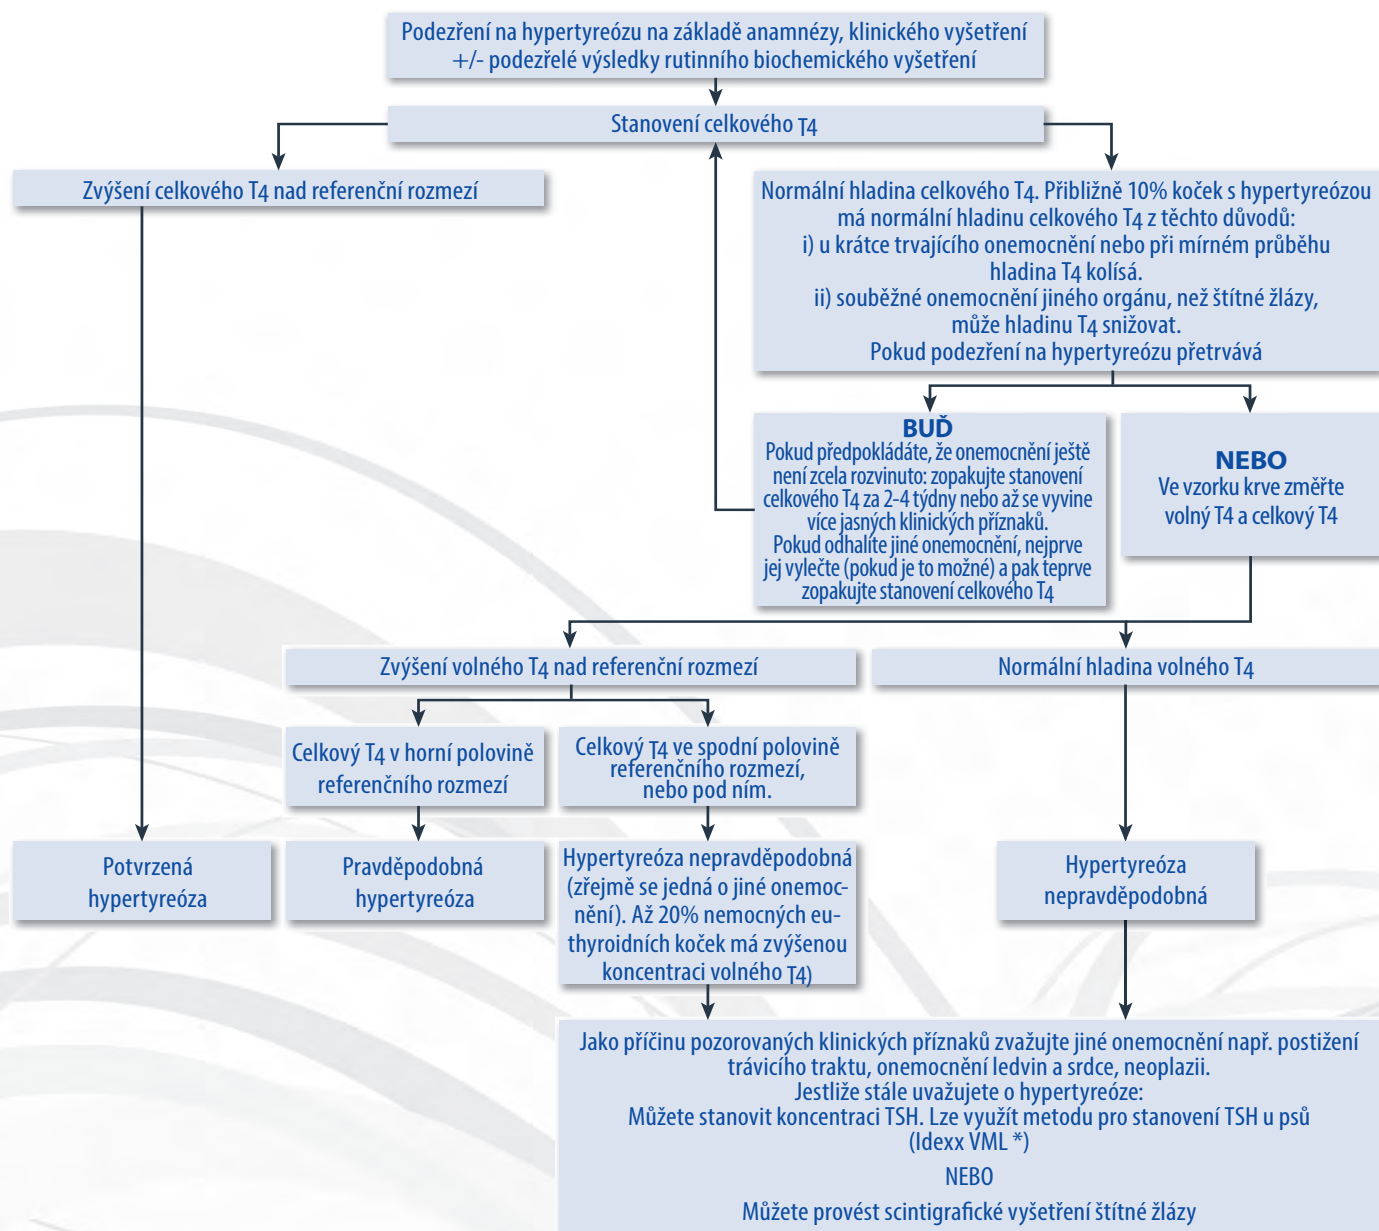 Podezření na hypertyreózu na základě anamnézy, klinického vyšetření
+/- podezřelé výsledky rutinního biochemického vyšetření
Stanovení celkového T4
Zvýšení celkového T4 nad referenční rozmezí
Normální hladina celkového T4. Přibližně 10% koček s hypertyreózou
má normální hladinu celkového T4 z těchto důvodů:
i) u krátce trvajícího onemocnění nebo při mírném průběhu
hladina T4 kolísá.
ii) souběžné onemocnění jiného orgánu, než štítné žlázy,
může hladinu T4 snižovat.
Pokud podezření na hypertyreózu přetrvává
BUĎ
Pokud předpokládáte, že onemocnění ještě
není zcela rozvinuto: zopakujte stanovení
celkového T4 za 2-4 týdny nebo až se vyvine
více jasných klinických příznaků.
Pokud odhalíte jiné onemocnění, nejprve
jej vylečte (pokud je to možné) a pak teprve
zopakujte stanovení celkového T4
NEBO
Ve vzorku krve změřte
volný T4 a celkový T4
Zvýšení volného T4 nad referenční rozmezí
Normální hladina volného T4
Celkový T4 v horní polovině
referenčního rozmezí
Celkový T4 ve spodní polovině
referenčního rozmezí,
nebo pod ním.
Potvrzená
hypertyreóza
Pravděpodobná
hypertyreóza
Hypertyreóza nepravděpodobná
(zřejmě se jedná o jiné onemoc-
nění). Až 20% nemocných eu-
thyroidních koček má zvýšenou
koncentraci volného T4)
Hypertyreóza
nepravděpodobná
Jako příčinu pozorovaných klinických příznaků zvažujte jiné onemocnění např. postižení
trávicího traktu, onemocnění ledvin a srdce, neoplazii.
Jestliže stále uvažujete o hypertyreóze:
Můžete stanovit koncentraci TSH. Lze využít metodu pro stanovení TSH u psů
(Idexx VML *)
NEBO
Můžete provést scintigrafické vyšetření štítné žlázy